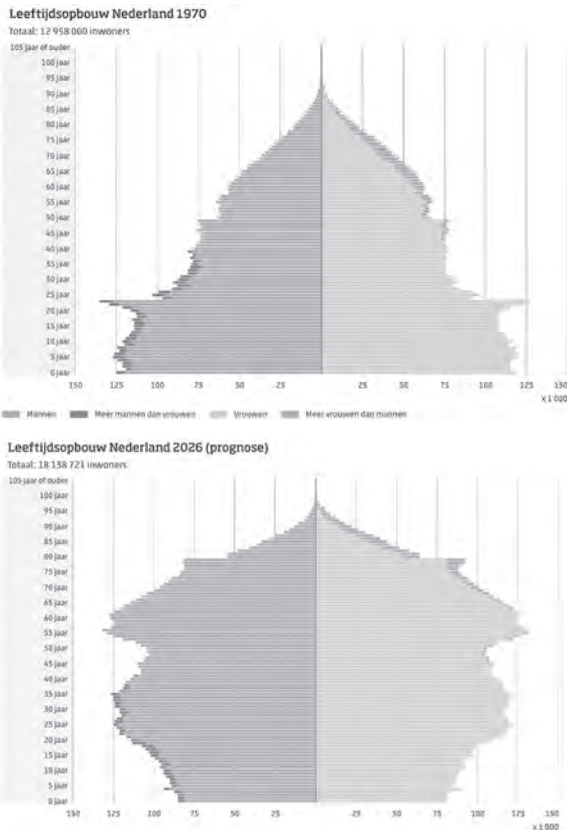 Leeftijdsopbouw Nederland 1970
Totaal: 12 958 000 inwoners
105 jaar of ouder
100 jaar
95 jaar
90 jaar
85 jaar
80 jaar
75 jaar
70 jaar
65 jaar
60 jaar
55 jaar
50 jaar
45 jaar
40 jaar
35 jaar
30 jaar
25 jaar
20 jaar
15 jaar
10 jaar
5 jaar
0 jaar
150 125 100 75 50 25 25 50 75 100 125 150
x 1 000
Mannen Meer mannen dan vrouwen Vrouwen Meer vrouwen dan mannen
Leeftijdsopbouw Nederland 2026 (prognose)
Totaal: 18 138 721 inwoners
105 jaar of ouder
100 jaar
95 jaar
90 jaar
85 jaar
80 jaar
75 jaar
70 jaar
65 jaar
60 jaar
55 jaar
50 jaar
45 jaar
40 jaar
35 jaar
30 jaar
25 jaar
20 jaar
15 jaar
10 jaar
5 jaar
0 jaar
150 125 100 75 50 25 25 50 75 100 125 150
x 1 000